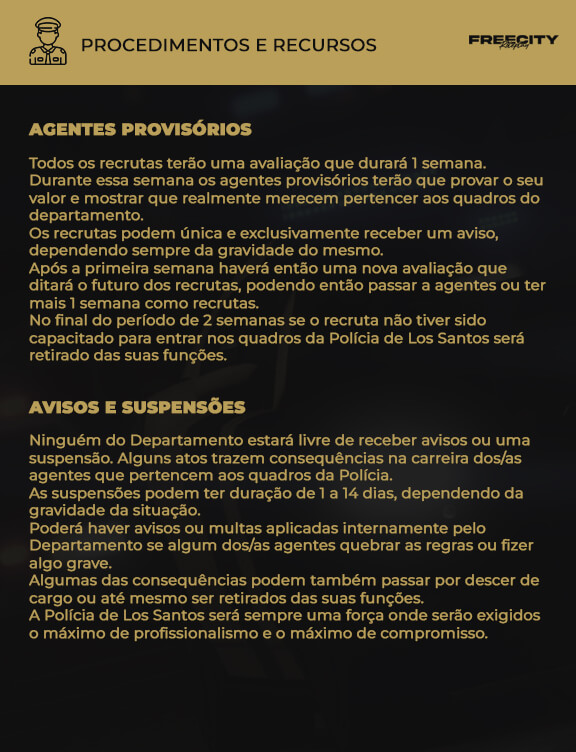 PROCEDIMENTOS E RECURSOS
FREECITY
AGENTES PROVISÓRIOS
Todos os recrutas terão uma avaliação que durará 1 semana.
Durante essa semana os agentes provisórios terão que provar o seu
valor e mostrar que realmente merecem pertencer aos quadros do
departamento.
Os recrutas podem única e exclusivamente receber um aviso,
dependendo sempre da gravidade do mesmo.
Após a primeira semana haverá então uma nova avaliação que
ditará o futuro dos recrutas, podendo então passar a agentes ou ter
mais 1 semana como recrutas.
No final do período de 2 semanas se o recruta não tiver sido
capacitado para entrar nos quadros da Polícia de Los Santos será
retirado das suas funções.
AVISOS E SUSPENSÕES
Ninguém do Departamento estará livre de receber avisos ou uma
suspensão. Alguns atos trazem consequências na carreira dos/as
agentes que pertencem aos quadros da Polícia.
As suspensões podem ter duração de 1 a 14 dias, dependendo da
gravidade da situação.
Poderá haver avisos ou multas aplicadas internamente pelo
Departamento se algum dos/as agentes quebrar as regras ou fizer
algo grave.
Algumas das consequências podem também passar por descer de
cargo ou até mesmo ser retirados das suas funções.
A Polícia de Los Santos será sempre uma força onde serão exigidos
o máximo de profissionalismo e o máximo de compromisso.